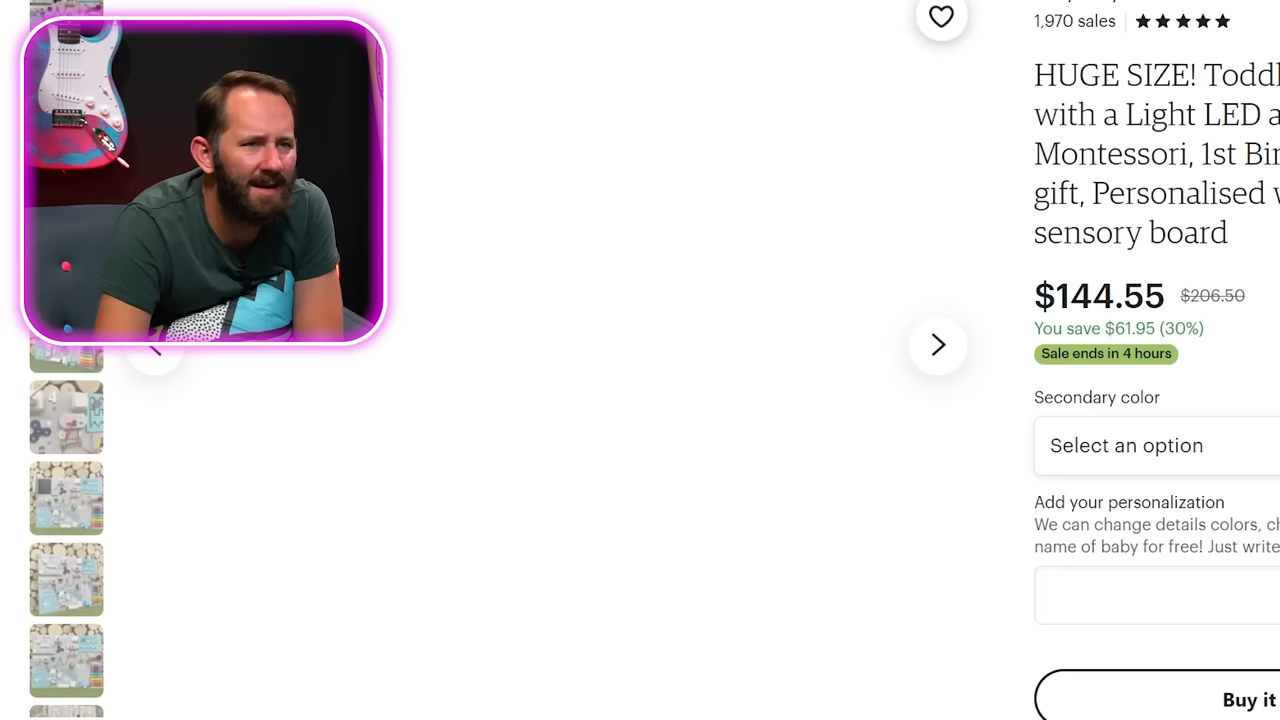 1,970 sales
HUGE SIZE! Toddl
with a Light LED a
Montessori, 1st Bir
gift, Personalised w
sensory board
$144.55 $206.50
You save $61.95 (30%)
Sale ends in 4 hours
Secondary color
Select an option
Add your personalization
We can change details colors, ch
name of baby for free! Just write
Buy it